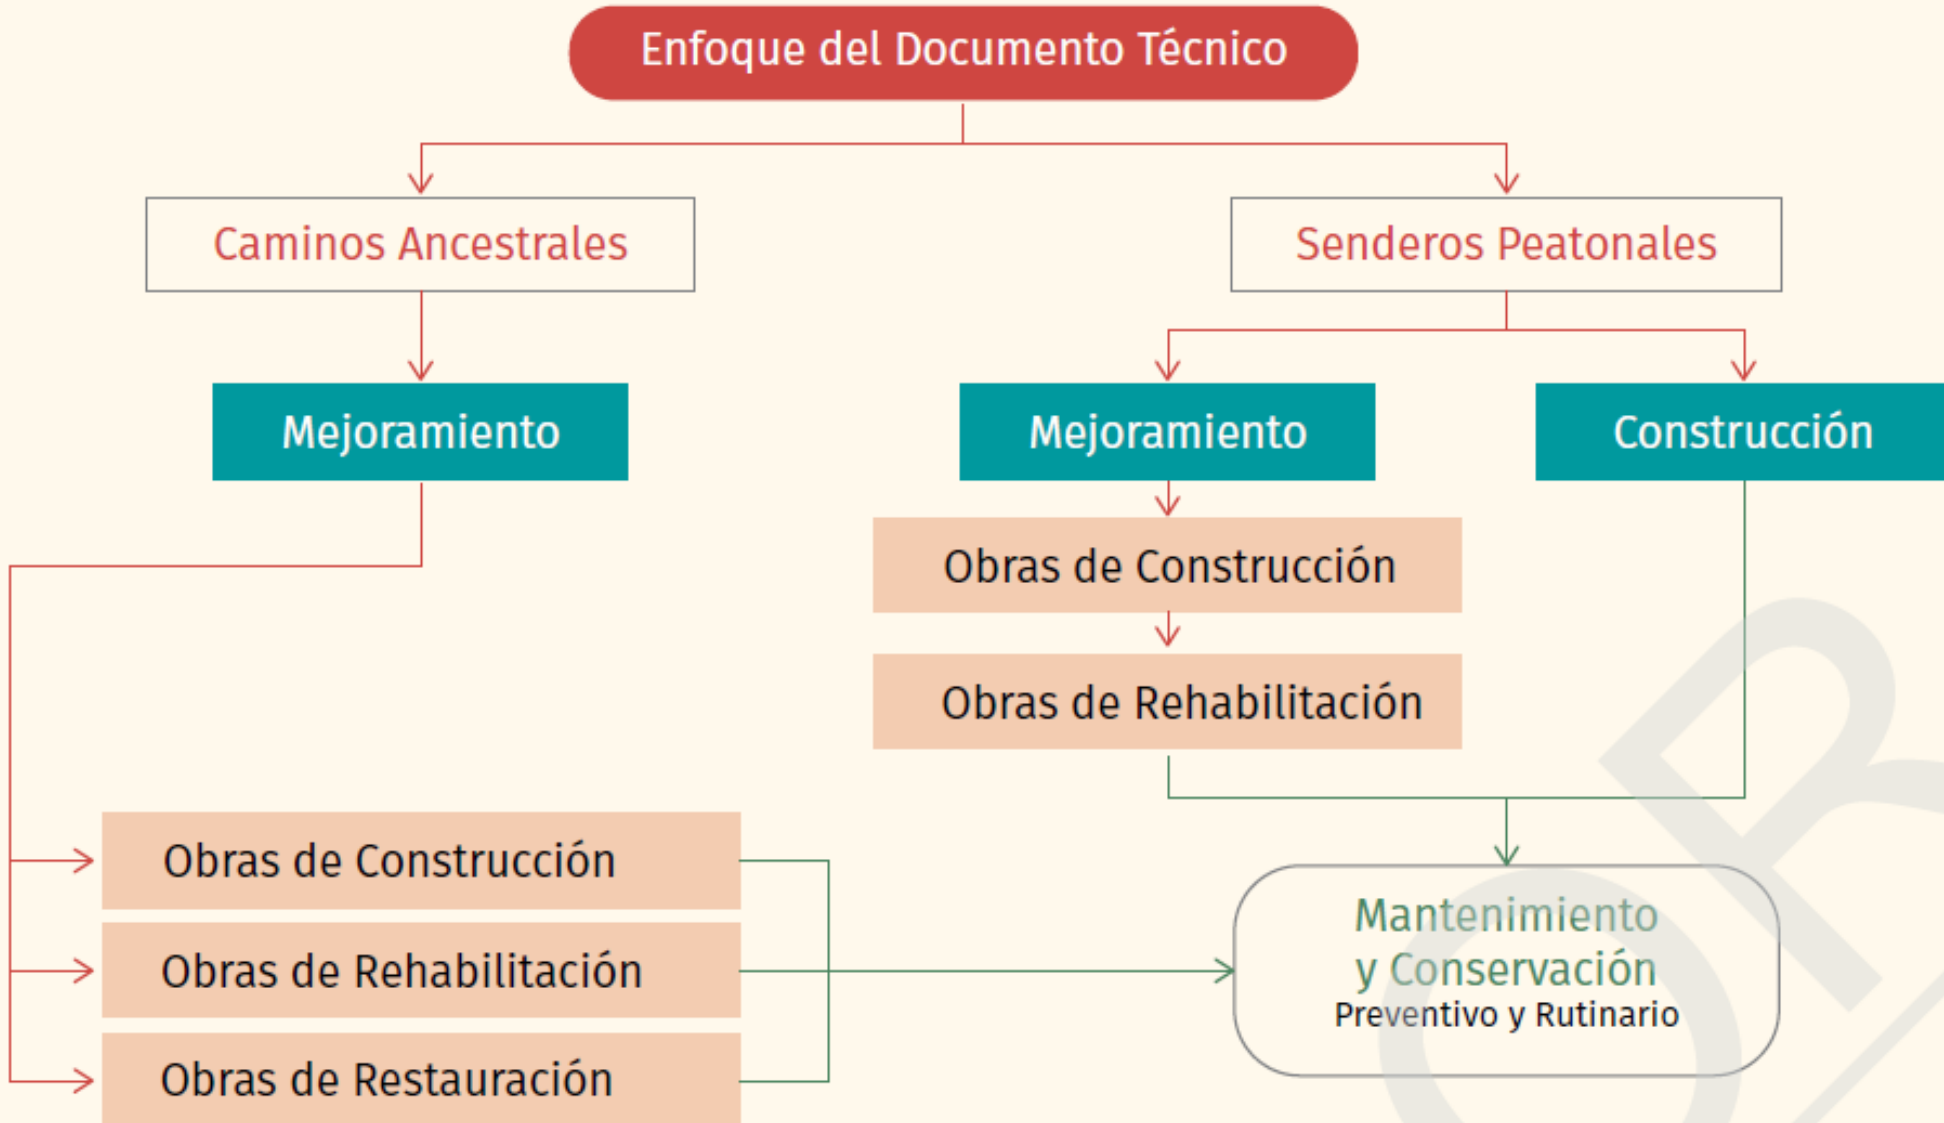 Enfoque del Documento Técnico
Caminos Ancestrales
Senderos Peatonales
Mejoramiento
Mejoramiento
Construcción
Obras de Construcción
Obras de Rehabilitación
Obras de Construcción
Obras de Rehabilitación
Obras de Restauración
Mantenimiento
y Conservación
Preventivo y Rutinario
OR